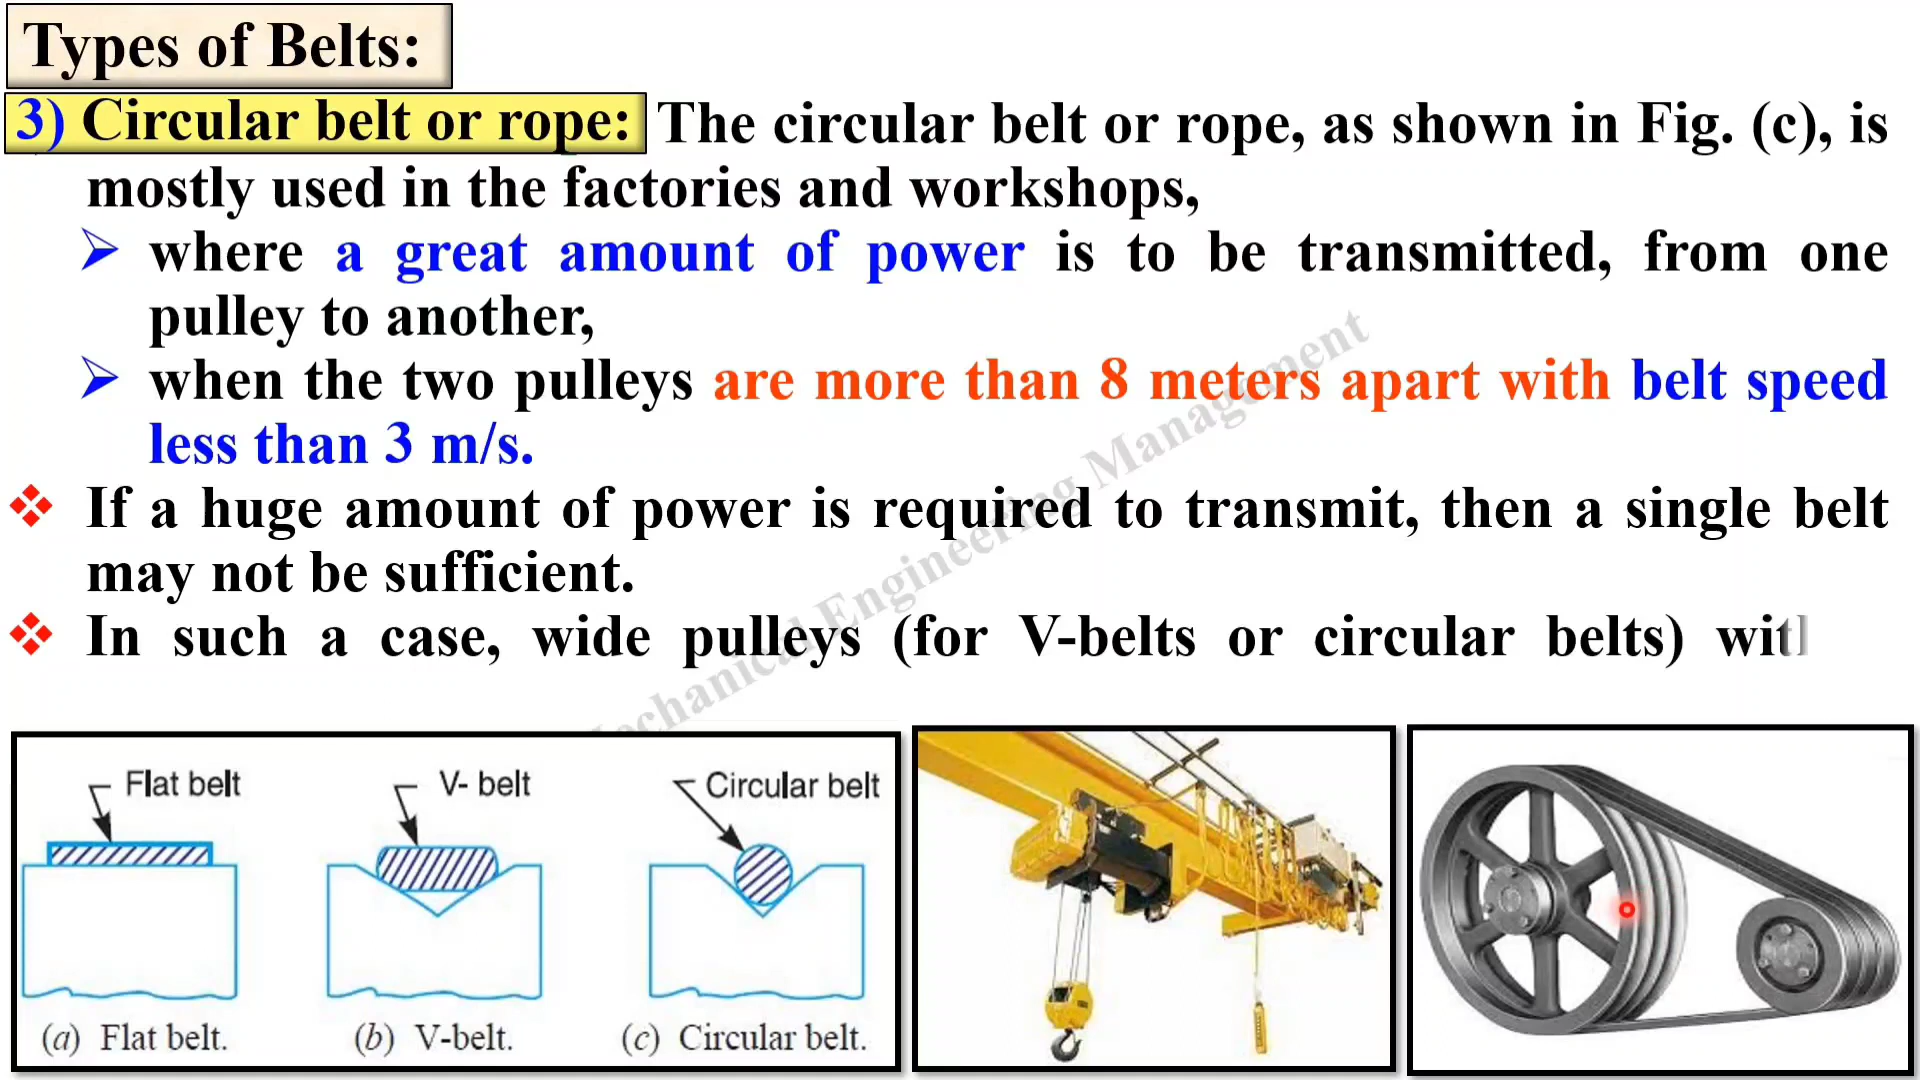 Types of Belts:
3) Circular belt or rope: The circular belt or rope, as shown in Fig. (c), is
mostly used in the factories and workshops,
where a great amount of power is to be transmitted, from one
pulley to another,
when the two pulleys are more than 8 meters apart with belt speed
less than 3 m/s.
If a huge amount of power is required to transmit, then a single belt
may not be sufficient.
In such a case, wide pulleys (for V-belts or circular belts) wit
Mechanical Engineering Management
Flat belt
V- belt
Circular belt
(a) Flat belt.
(b) V-belt.
(c) Circular belt.